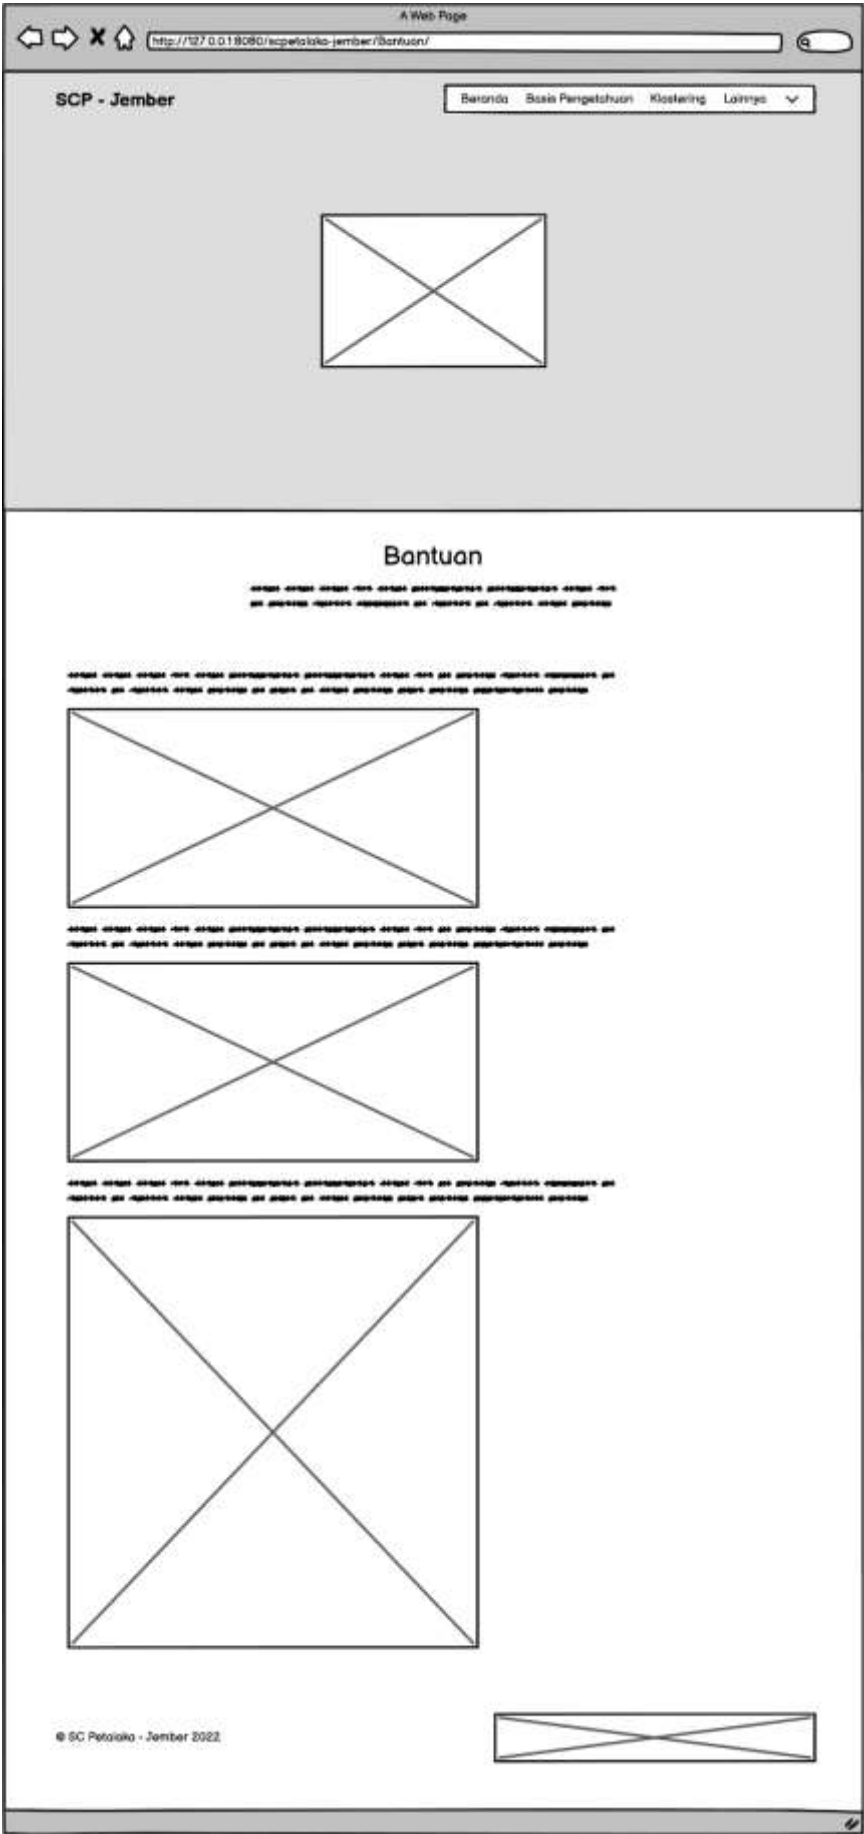 A Web Page
http://127.0.0.1:8080/scpetalaka-jember/Bantuan/
SCP - Jember
Beranda Basis Pengetahuan Klastering Lainnya
Bantuan
© SC Petalaka - Jember 2022